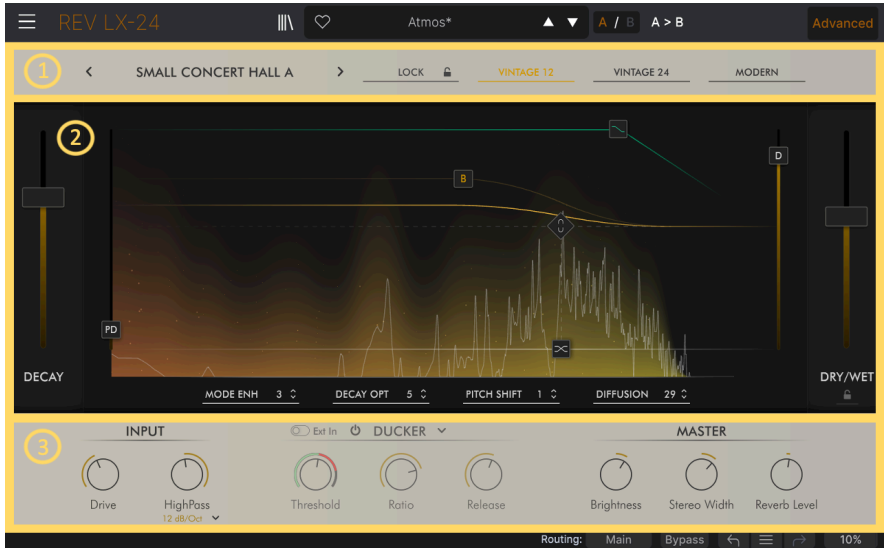 REV LX-24
Atmos*
A / B
A > B
Advanced
1
SMALL CONCERT HALL A
LOCK
VINTAGE 12
VINTAGE 24
MODERN
2
D
B
PD
DECAY
DRY/WET
MODE ENH 3
DECAY OPT 5
PITCH SHIFT 1
DIFFUSION 29
3
INPUT
Ext In
DUCKER
MASTER
Drive
HighPass
Threshold
Ratio
Release
Brightness
Stereo Width
Reverb Level
12 dB/Oct
Routing: Main
Bypass
10%